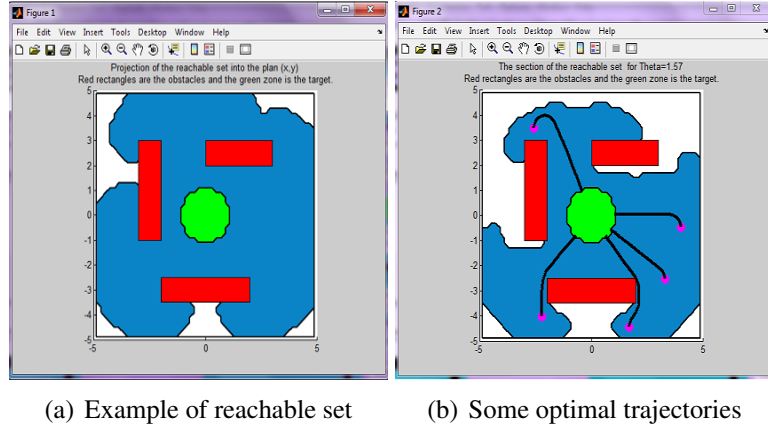 Figure 1
File Edit View Insert Tools Desktop Window Help
Projection of the reachable set into the plan (x,y)
Red rectangles are the obstacles and the green zone is the target.
5
4
3
2
1
0
-1
-2
-3
-4
-5
-5 0 5
(a) Example of reachable set
Figure 2
File Edit View Insert Tools Desktop Window Help
The section of the reachable set for Theta=1.57
Red rectangles are the obstacles and the green zone is the target.
5
4
3
2
1
0
-1
-2
-3
-4
-5
-5 0 5
(b) Some optimal trajectories